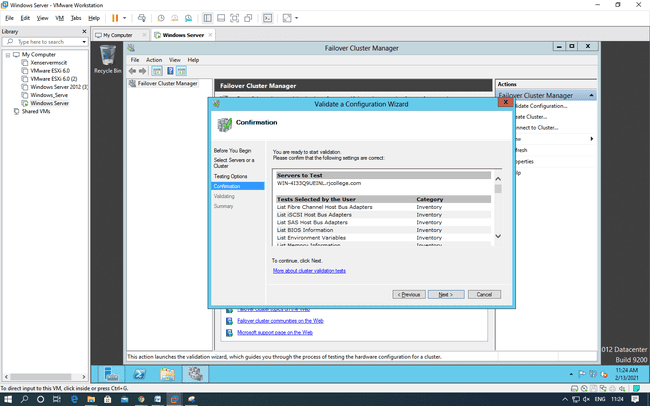 Windows Server - VMware Workstation
File Edit View VM Tabs Help
Library
Type here to search
My Computer
Xenservermscit
VMware ESXi 6.0
VMware ESXi 6.0 (2)
Windows Server 2012 (3)
Windows_Serve
Windows Server
Shared VMs
My Computer
Windows Server
Recycle Bin
Failover Cluster Manager
File Action View Help
Failover Cluster Manager
Failover Cluster Manager
Actions
Failover Cluster Manager
Validate Configuration...
Create Cluster...
Connect to Cluster...
Validate a Configuration Wizard
Confirmation
Before You Begin
Select Servers or a Cluster
Testing Options
Confirmation
Validating
Summary
You are ready to start validation.
Please confirm that the following settings are correct:
Servers to Test
WIN-4I33Q9UEINL.rjcollege.com
Tests Selected by the User Category
List Fibre Channel Host Bus Adapters Inventory
List iSCSI Host Bus Adapters Inventory
List SAS Host Bus Adapters Inventory
List BIOS Information Inventory
List Environment Variables Inventory
List Memory Information Inventory
To continue, click Next.
More about cluster validation tests
< Previous
Next >
Cancel
Failover cluster topics on the Web
Failover cluster communities on the Web
Microsoft support page on the Web
This action launches the validation wizard, which guides you through the process of testing the hardware configuration for a cluster.
012 Datacenter
Build 9200
11:24 AM
2/13/2021
To direct input to this VM, click inside or press Ctrl+G.
ENG 11:24